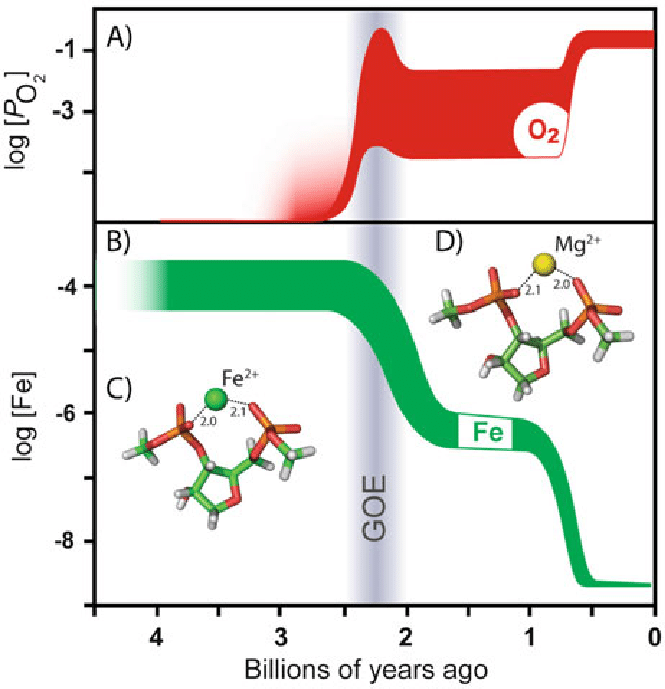 A)
-1
-3
log [PO₂]
O₂
B)
D)
Mg²⁺
2.1
2.0
-4
C)
Fe²⁺
2.0
2.1
-6
Fe
log [Fe]
GOE
-8
4
3
2
1
0
Billions of years ago